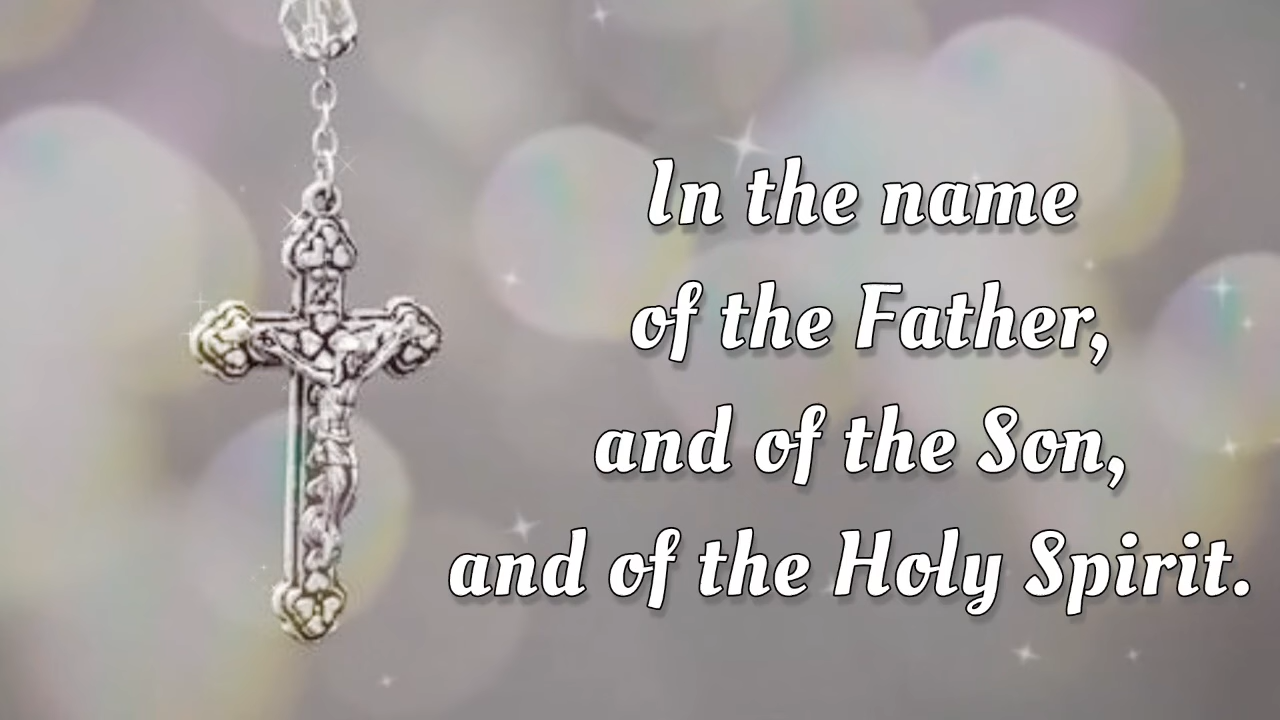 In the name
of the Father,
and of the Son,
and of the Holy Spirit.